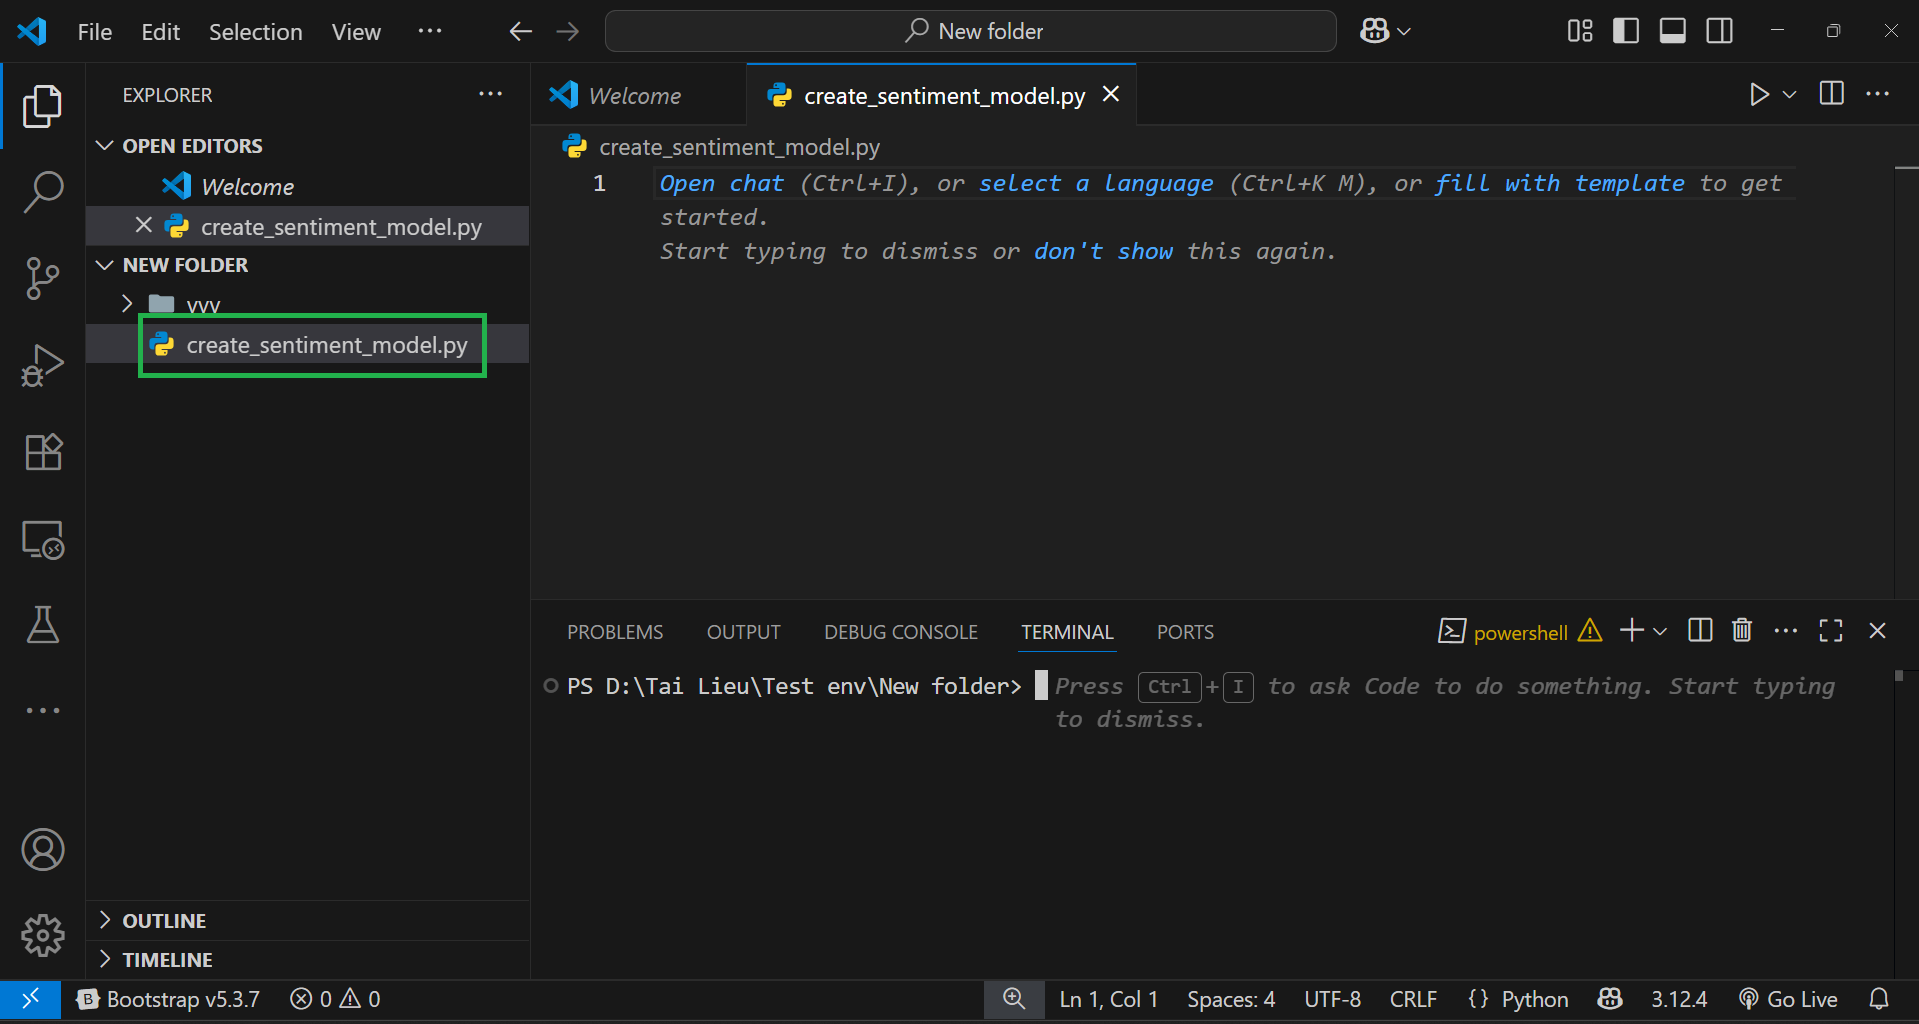 File Edit Selection View ··· New folder
EXPLORER ···
OPEN EDITORS
Welcome
create_sentiment_model.py
NEW FOLDER
vvv
create_sentiment_model.py
OUTLINE
TIMELINE
Welcome create_sentiment_model.py
create_sentiment_model.py
1 Open chat (Ctrl+I), or select a language (Ctrl+K M), or fill with template to get
started.
Start typing to dismiss or don't show this again.
PROBLEMS OUTPUT DEBUG CONSOLE TERMINAL PORTS powershell
PS D:\Tai Lieu\Test env\New folder> Press Ctrl+I to ask Code to do something. Start typing
to dismiss.
B Bootstrap v5.3.7 0 0 Ln 1, Col 1 Spaces: 4 UTF-8 CRLF {} Python 3.12.4 Go Live